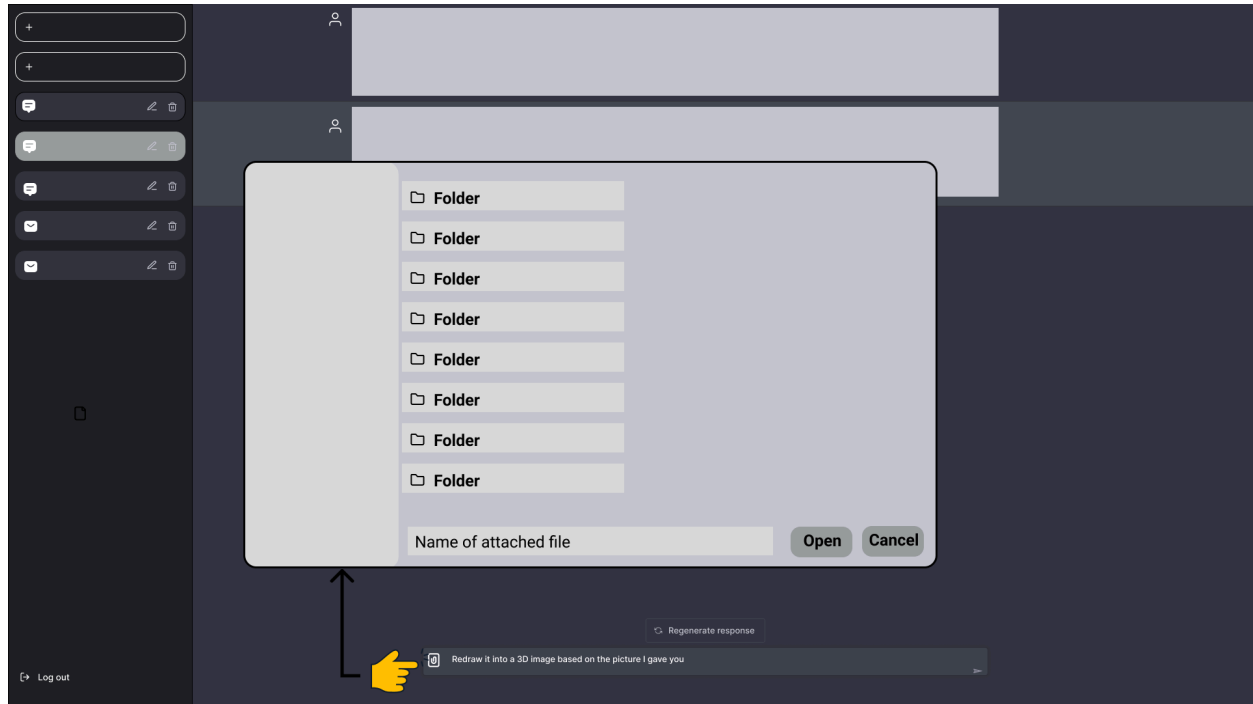 +
+
Folder
Folder
Folder
Folder
Folder
Folder
Folder
Folder
Name of attached file
Open
Cancel
Regenerate response
Redraw it into a 3D image based on the picture I gave you
Log out